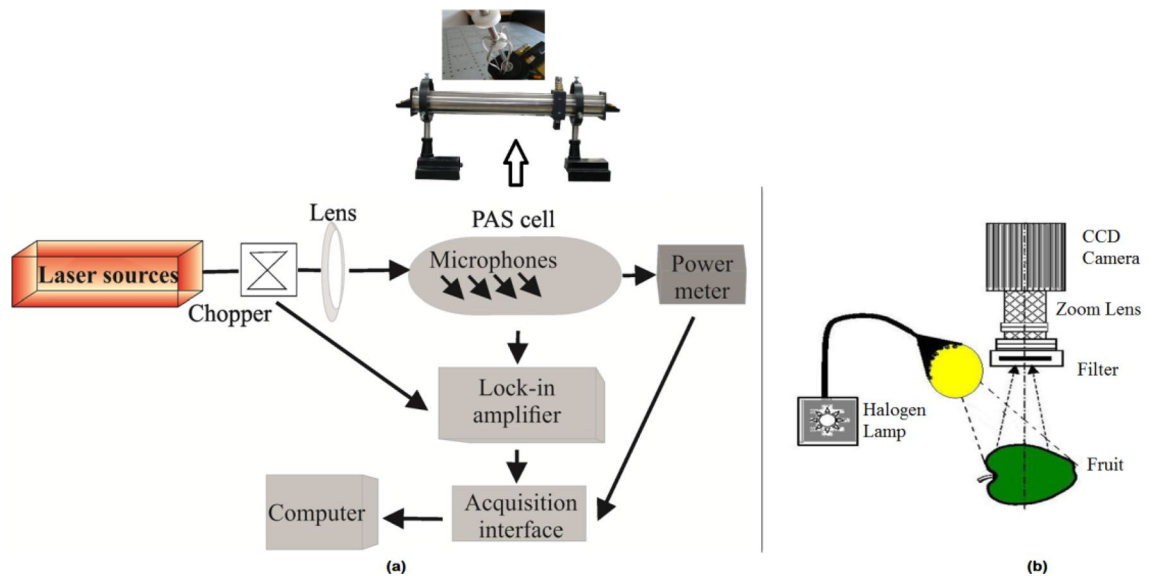 Lens
PAS cell
Laser sources
Microphones
Power
meter
Chopper
Lock-in
amplifier
Computer
Acquisition
interface
(a)
CCD
Camera
Zoom Lens
Filter
Halogen
Lamp
Fruit
(b)